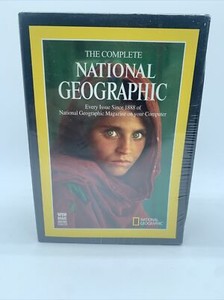 THE COMPLETE
NATIONAL
GEOGRAPHIC
Every Issue Since 1888 of
National Geographic Magazine on your Computer
NATIONAL
GEOGRAPHIC